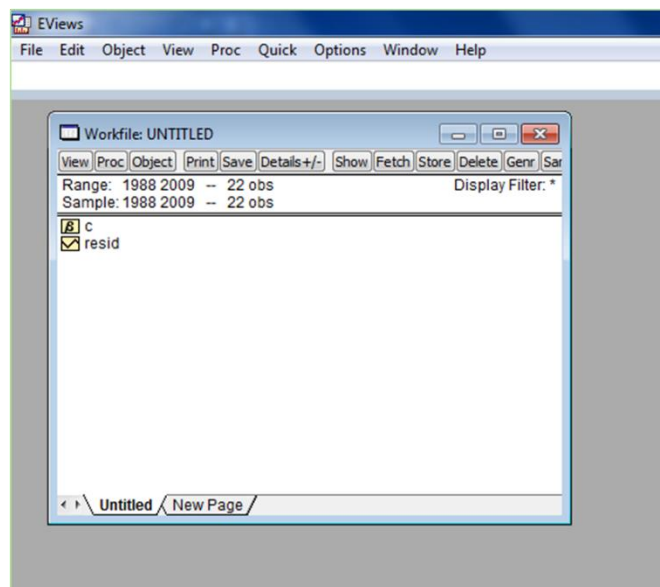 EViews
File Edit Object View Proc Quick Options Window Help
Workfile: UNTITLED
View Proc Object Print Save Details+/- Show Fetch Store Delete Genr Sar
Range: 1988 2009 -- 22 obs Display Filter: *
Sample: 1988 2009 -- 22 obs
β c
resid
Untitled New Page